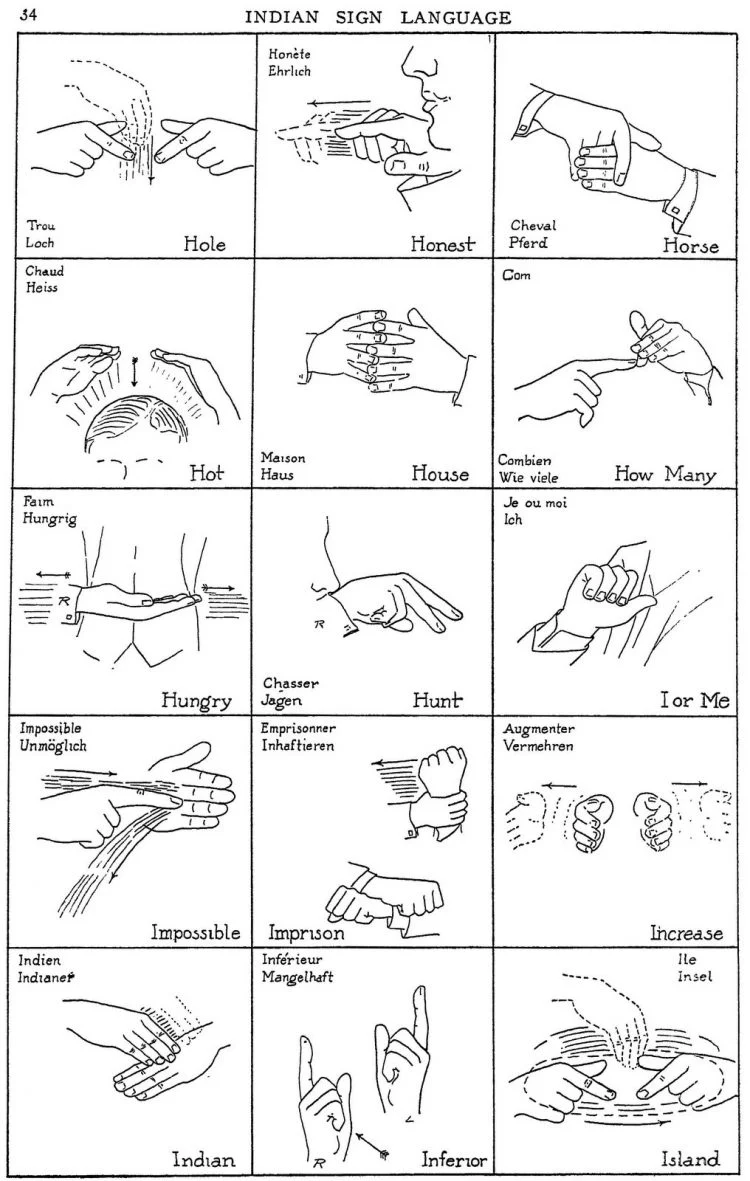 34
INDIAN SIGN LANGUAGE
Trou
Loch
Hole
Honète
Ehrlich
Honest
Cheval
Pferd
Horse
Chaud
Heiss
Hot
Maison
Haus
House
Com
Combien
Wie viele
How Many
Faim
Hungrig
R
Hungry
R
Chasser
Jagen
Hunt
Je ou moi
Ich
I or Me
Impossible
Unmöglich
Impossible
Emprisonner
Inhaftieren
Imprison
Augmenter
Vermehren
Increase
Indien
Indianer
Indian
Inférieur
Mangelhaft
R
L
Inferior
Ile
Insel
Island